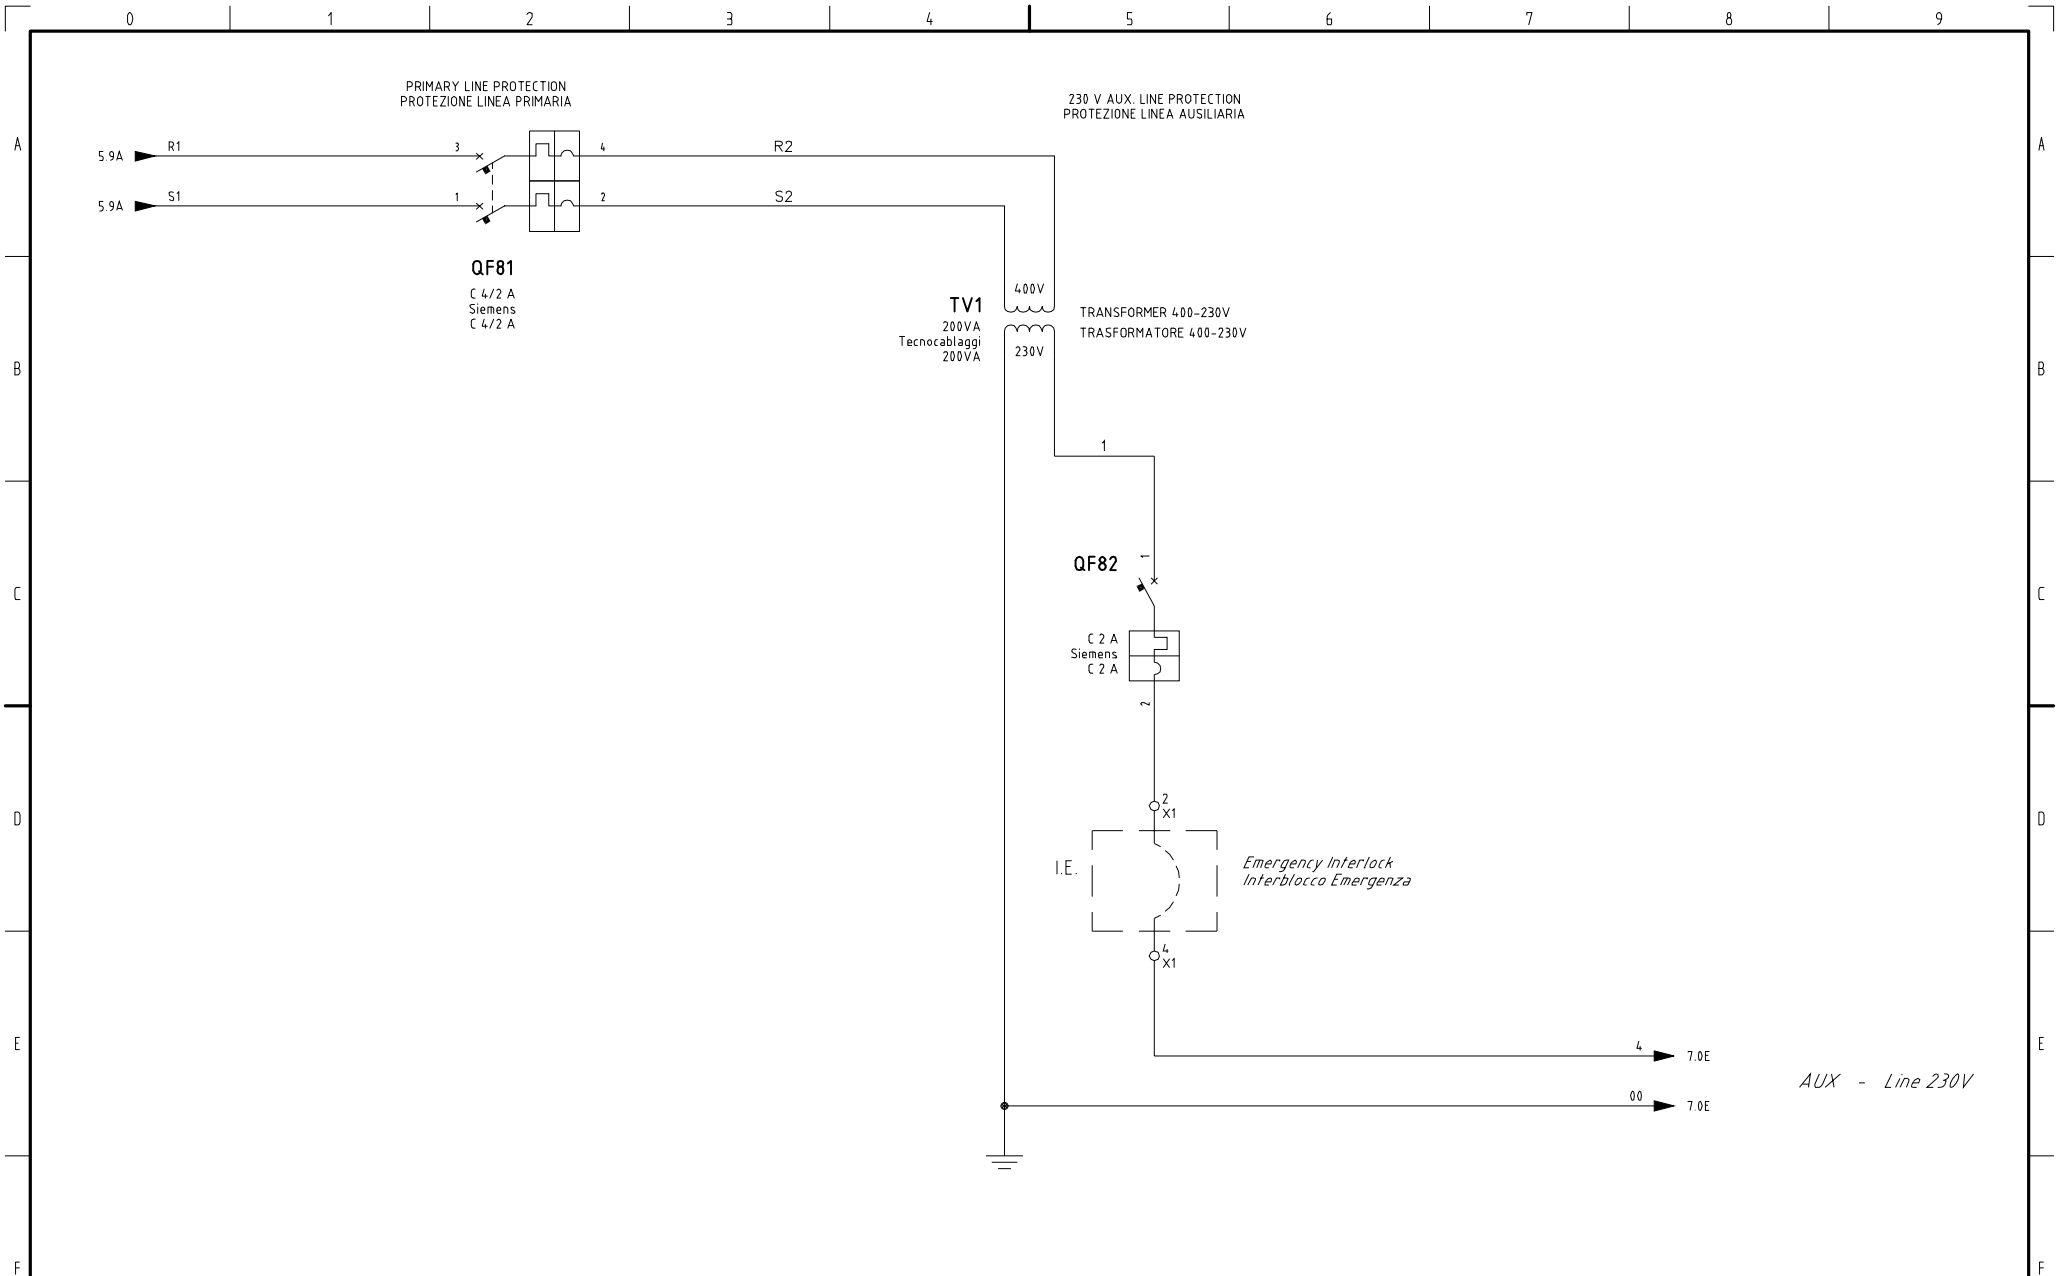 0 1 2 3 4 5 6 7 8 9
PRIMARY LINE PROTECTION
PROTEZIONE LINEA PRIMARIA
230 V AUX. LINE PROTECTION
PROTEZIONE LINEA AUSILIARIA
A A
5.9A R1 3 4 R2
5.9A S1 1 2 S2
QF81
C 4/2 A
Siemens
C 4/2 A
400V
TV1
200VA
Tecnocablaggi
200VA
230V
TRANSFORMER 400-230V
TRASFORMATORE 400-230V
B B
1
QF82
1
C C
C 2 A
Siemens
C 2 A
2
2
X1
D D
I.E.
Emergency Interlock
Interblocco Emergenza
4
X1
E E
4 7.0E
AUX - Line 230V
00 7.0E
F F